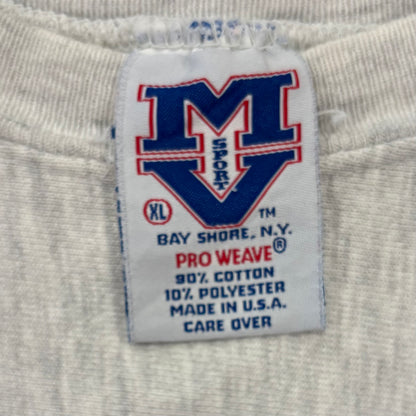 MV
SPORT
XL TM
BAY SHORE, N.Y.
PRO WEAVE®
90% COTTON
10% POLYESTER
MADE IN U.S.A.
CARE OVER